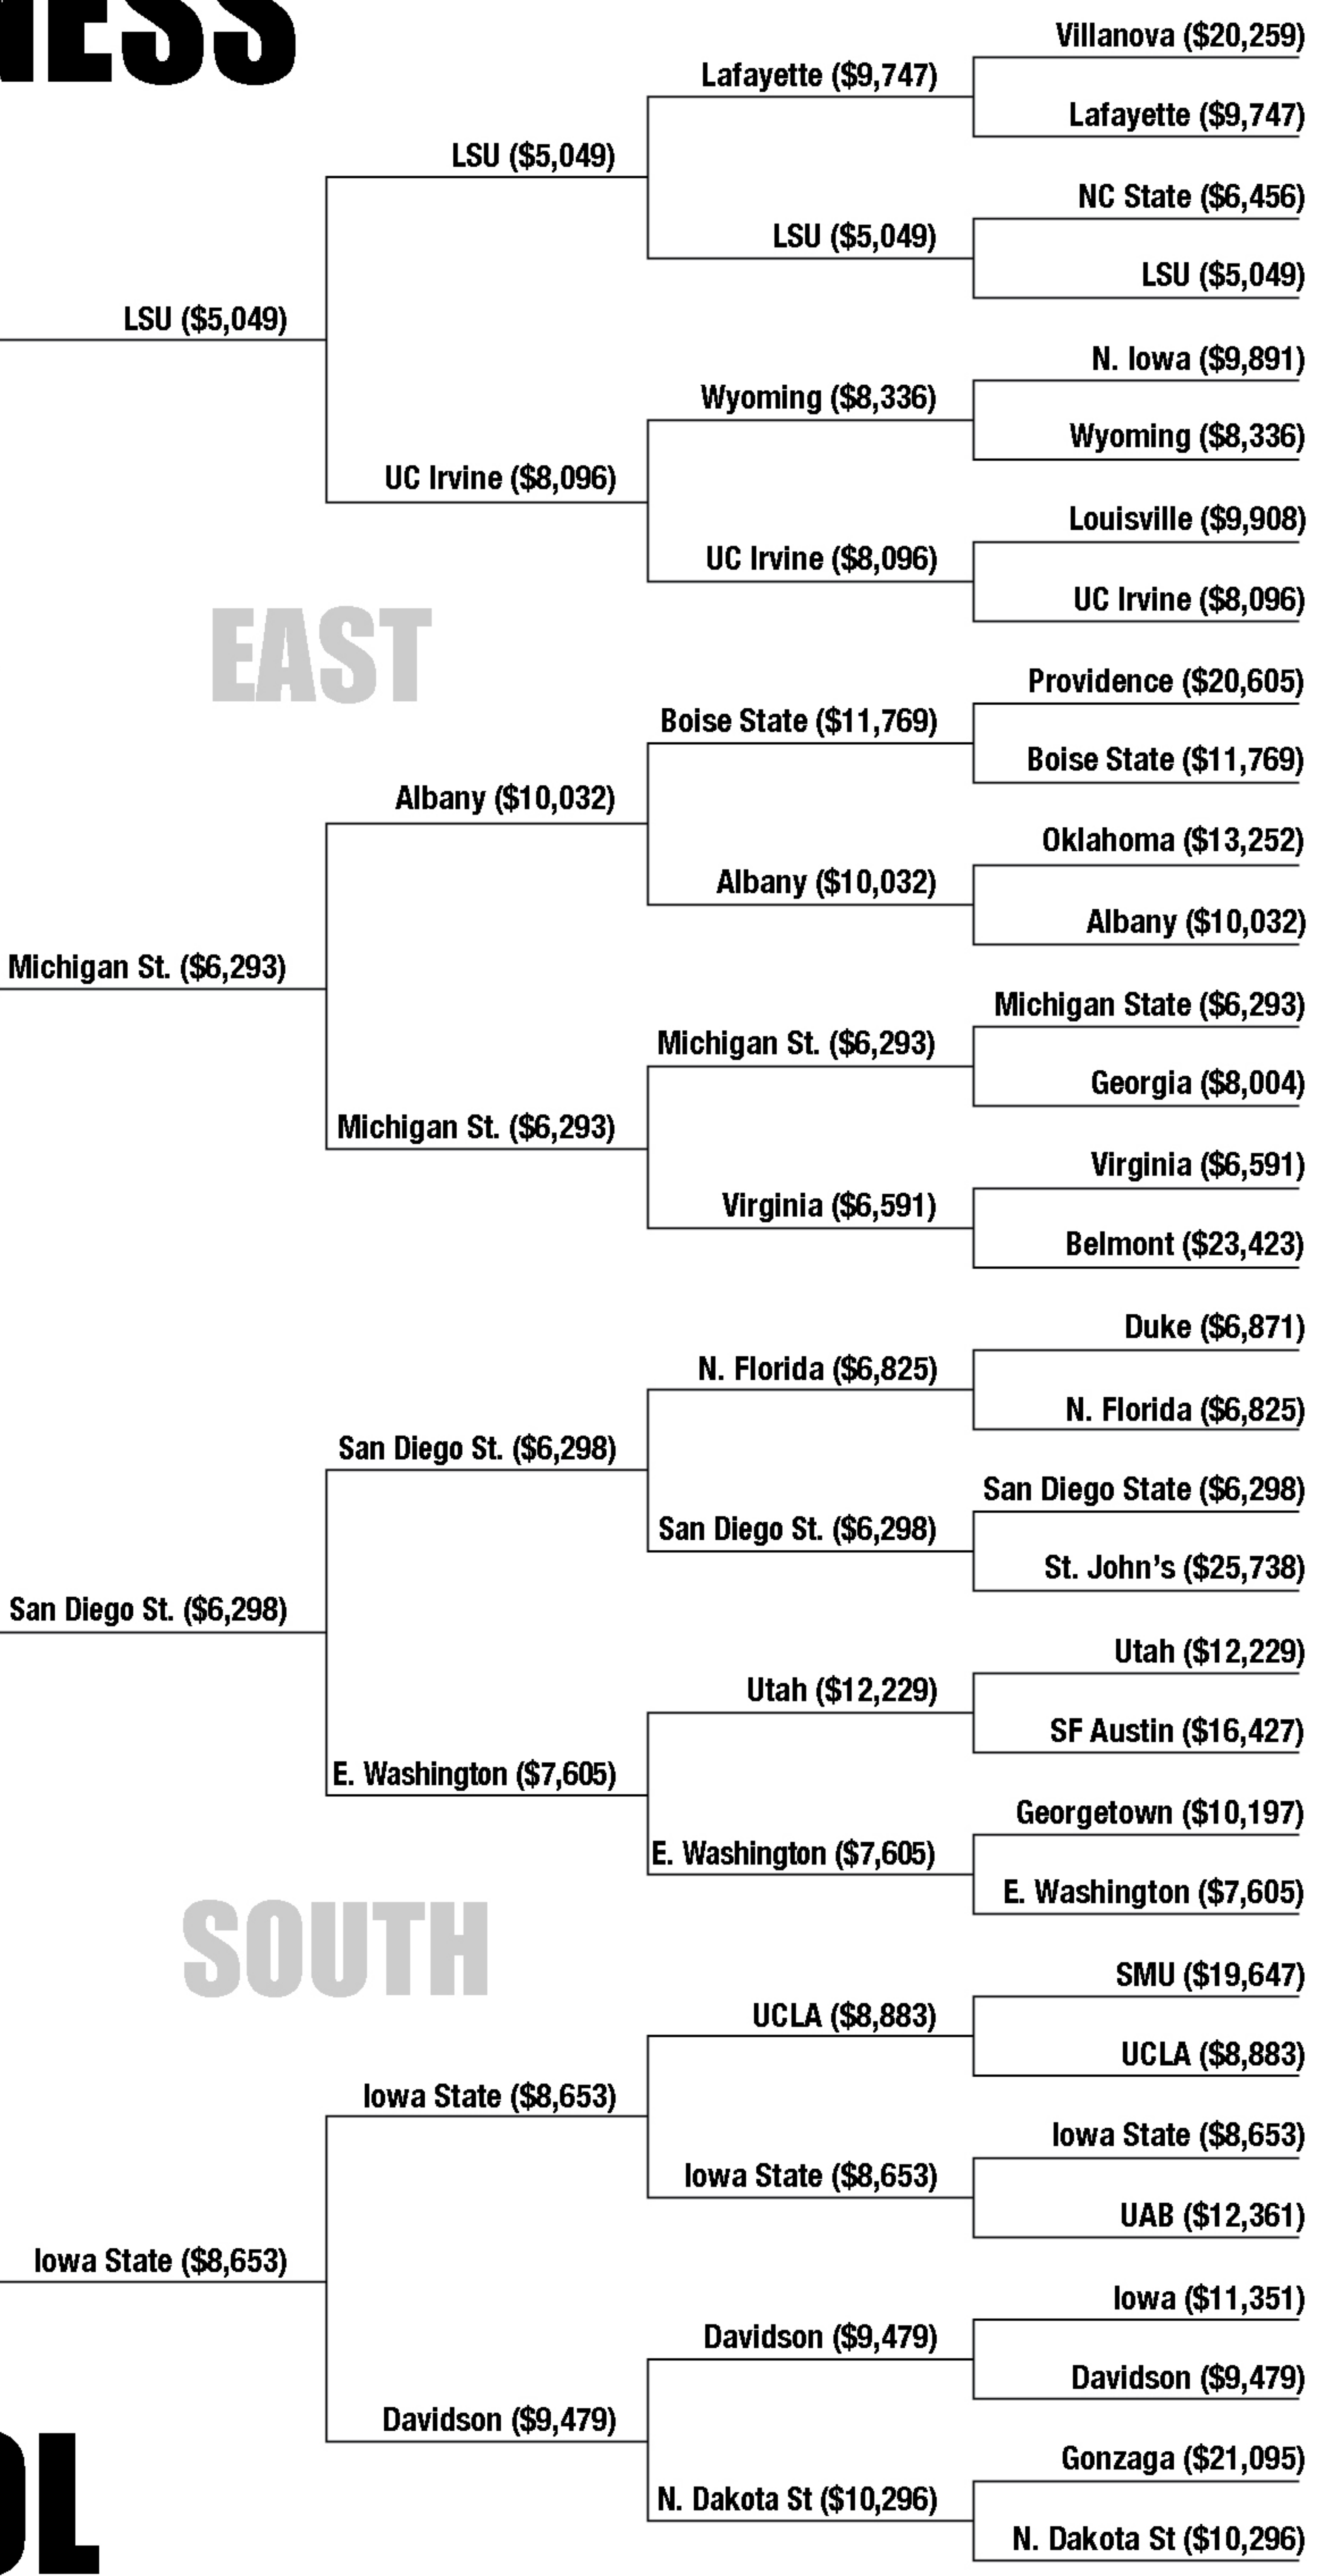 NESS
Villanova ($20,259)
Lafayette ($9,747)
Lafayette ($9,747)
LSU ($5,049)
NC State ($6,456)
LSU ($5,049)
LSU ($5,049)
LSU ($5,049)
N. Iowa ($9,891)
Wyoming ($8,336)
Wyoming ($8,336)
UC Irvine ($8,096)
Louisville ($9,908)
UC Irvine ($8,096)
UC Irvine ($8,096)
EAST
Providence ($20,605)
Boise State ($11,769)
Boise State ($11,769)
Albany ($10,032)
Oklahoma ($13,252)
Albany ($10,032)
Albany ($10,032)
Michigan St. ($6,293)
Michigan State ($6,293)
Michigan St. ($6,293)
Georgia ($8,004)
Michigan St. ($6,293)
Virginia ($6,591)
Virginia ($6,591)
Belmont ($23,423)
Duke ($6,871)
N. Florida ($6,825)
N. Florida ($6,825)
San Diego St. ($6,298)
San Diego State ($6,298)
San Diego St. ($6,298)
St. John's ($25,738)
San Diego St. ($6,298)
Utah ($12,229)
Utah ($12,229)
SF Austin ($16,427)
E. Washington ($7,605)
Georgetown ($10,197)
E. Washington ($7,605)
E. Washington ($7,605)
SOUTH
SMU ($19,647)
UCLA ($8,883)
UCLA ($8,883)
Iowa State ($8,653)
Iowa State ($8,653)
Iowa State ($8,653)
UAB ($12,361)
Iowa State ($8,653)
Iowa ($11,351)
Davidson ($9,479)
Davidson ($9,479)
Davidson ($9,479)
Gonzaga ($21,095)
N. Dakota St ($10,296)
N. Dakota St ($10,296)
OL